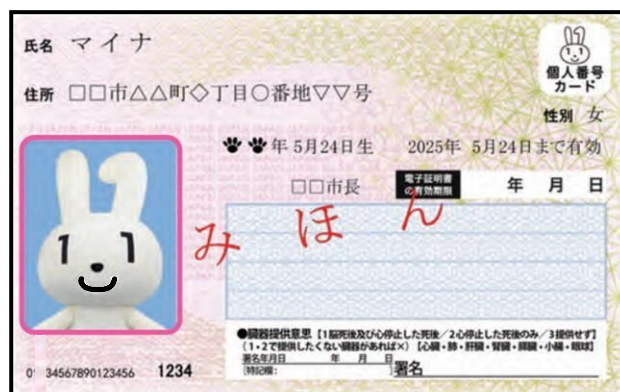 氏名 マイナ
個人番号
カード
住所 □□市△△町◇丁目○番地▽▽号
性別 女
年5月24日生 2025年 5月24日まで有効
□□市長 電子証明書の有効期限 年 月 日
みほん
●臓器提供意思【1脳死後及び心停止した死後/2心停止した死後のみ/3提供せず】
(1・2で提供したくない臓器があれば×)【心臓・肺・肝臓・腎臓・膵臓・小腸・眼球】
署名年月日 年 月 日
[特記欄: ] 署名
34567890123456 1234